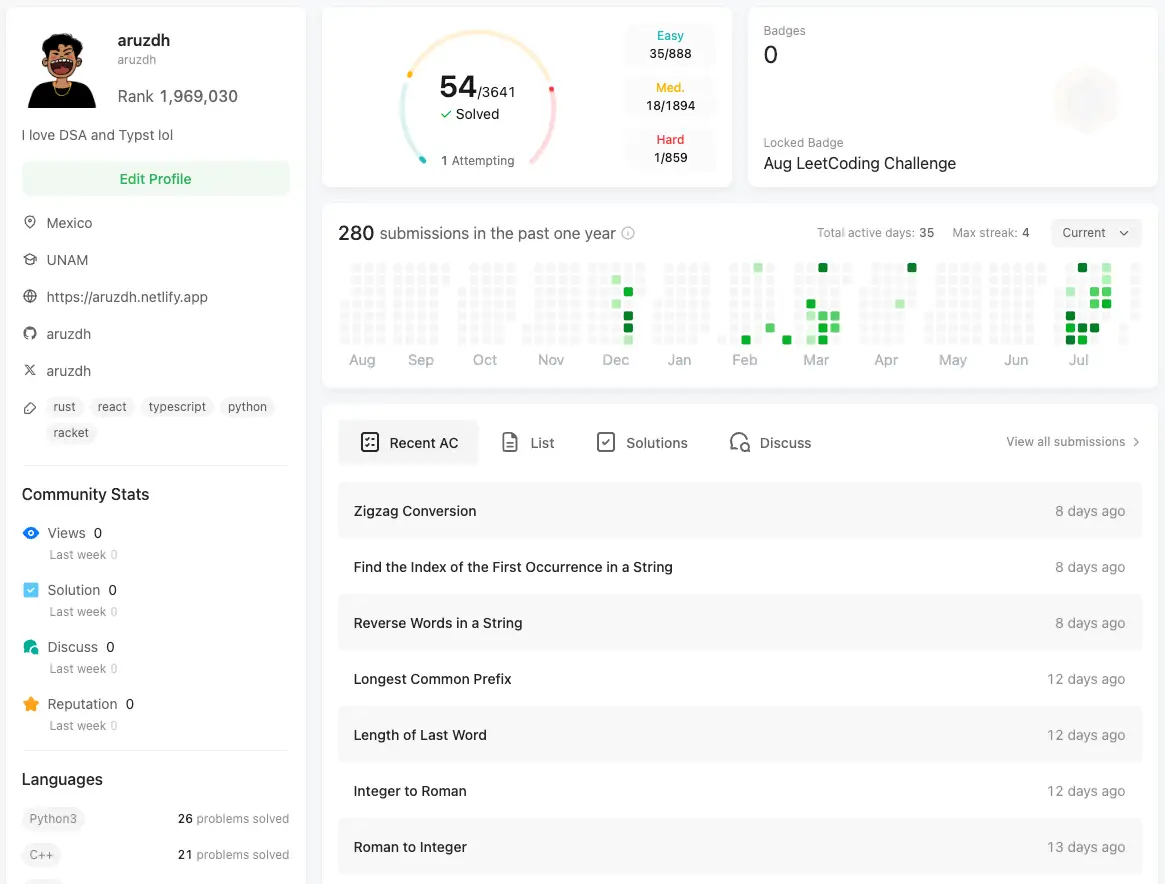 aruzdh
aruzdh
Rank 1,969,030
I love DSA and Typst lol
Edit Profile
Mexico
UNAM
https://aruzdh.netlify.app
aruzdh
aruzdh
rust react typescript python
racket
Community Stats
Views 0
Last week 0
Solution 0
Last week 0
Discuss 0
Last week 0
Reputation 0
Last week 0
Languages
Python3 26 problems solved
C++ 21 problems solved
54/3641
Solved
1 Attempting
Easy
35/888
Med.
18/1894
Hard
1/859
Badges
0
Locked Badge
Aug LeetCoding Challenge
280 submissions in the past one year
Total active days: 35 Max streak: 4 Current
Aug Sep Oct Nov Dec Jan Feb Mar Apr May Jun Jul
Recent AC List Solutions Discuss View all submissions
Zigzag Conversion 8 days ago
Find the Index of the First Occurrence in a String 8 days ago
Reverse Words in a String 8 days ago
Longest Common Prefix 12 days ago
Length of Last Word 12 days ago
Integer to Roman 12 days ago
Roman to Integer 13 days ago